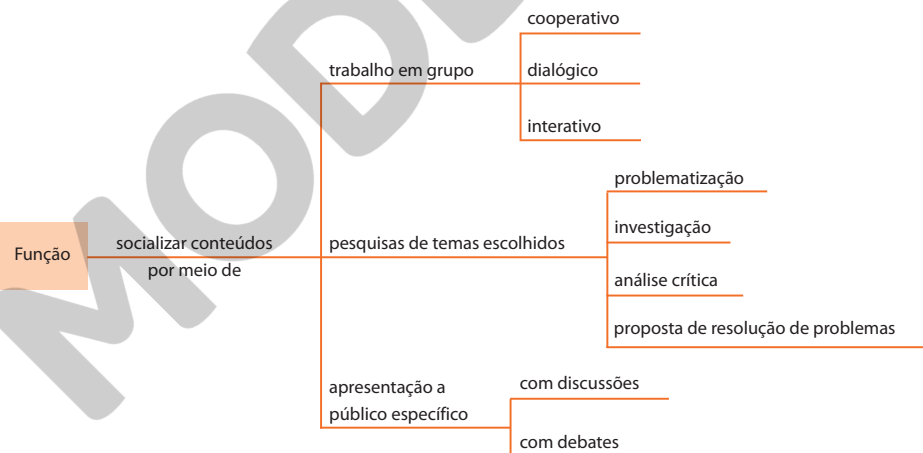 Função
socializar conteúdos
por meio de
trabalho em grupo
cooperativo
dialógico
interativo
pesquisas de temas escolhidos
problematização
investigação
análise crítica
proposta de resolução de problemas
apresentação a
público específico
com discussões
com debates